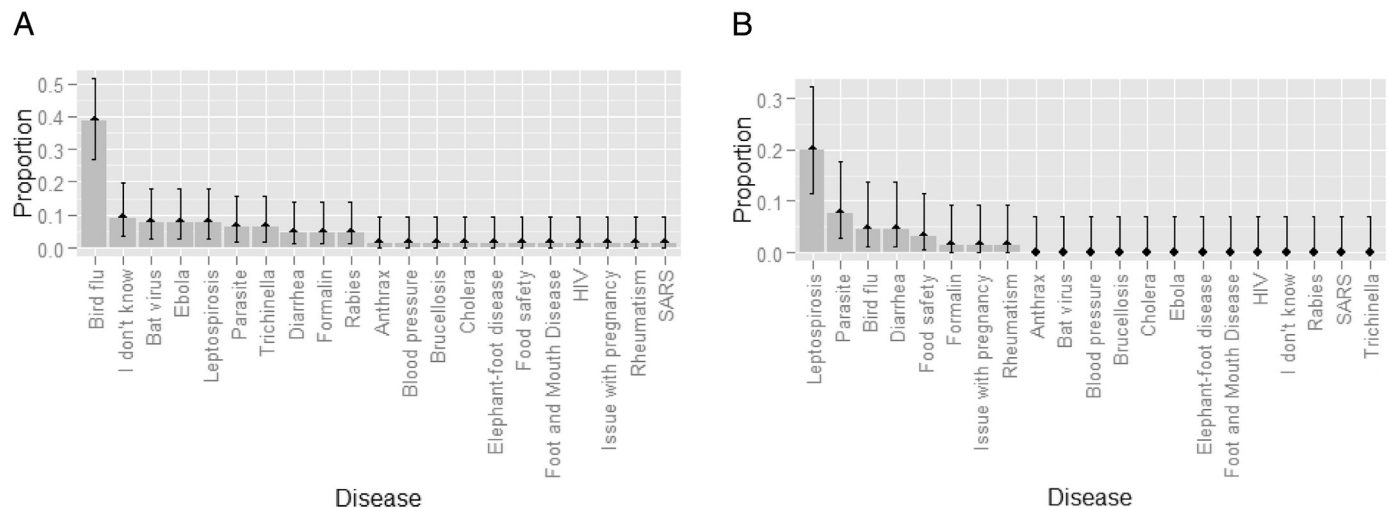 A
Proportion
0.5
0.4
0.3
0.2
0.1
0.0
Bird flu
I don't know
Bat virus
Ebola
Leptospirosis
Parasite
Trichinella
Diarrhea
Formalin
Rabies
Anthrax
Blood pressure
Brucellosis
Cholera
Elephant-foot disease
Food safety
Foot and Mouth Disease
HIV
Issue with pregnancy
Rheumatism
SARS
Disease
B
Proportion
0.3
0.2
0.1
0.0
Leptospirosis
Parasite
Bird flu
Diarrhea
Food safety
Formalin
Issue with pregnancy
Rheumatism
Anthrax
Bat virus
Blood pressure
Brucellosis
Cholera
Ebola
Elephant-foot disease
Foot and Mouth Disease
HIV
I don't know
Rabies
SARS
Trichinella
Disease